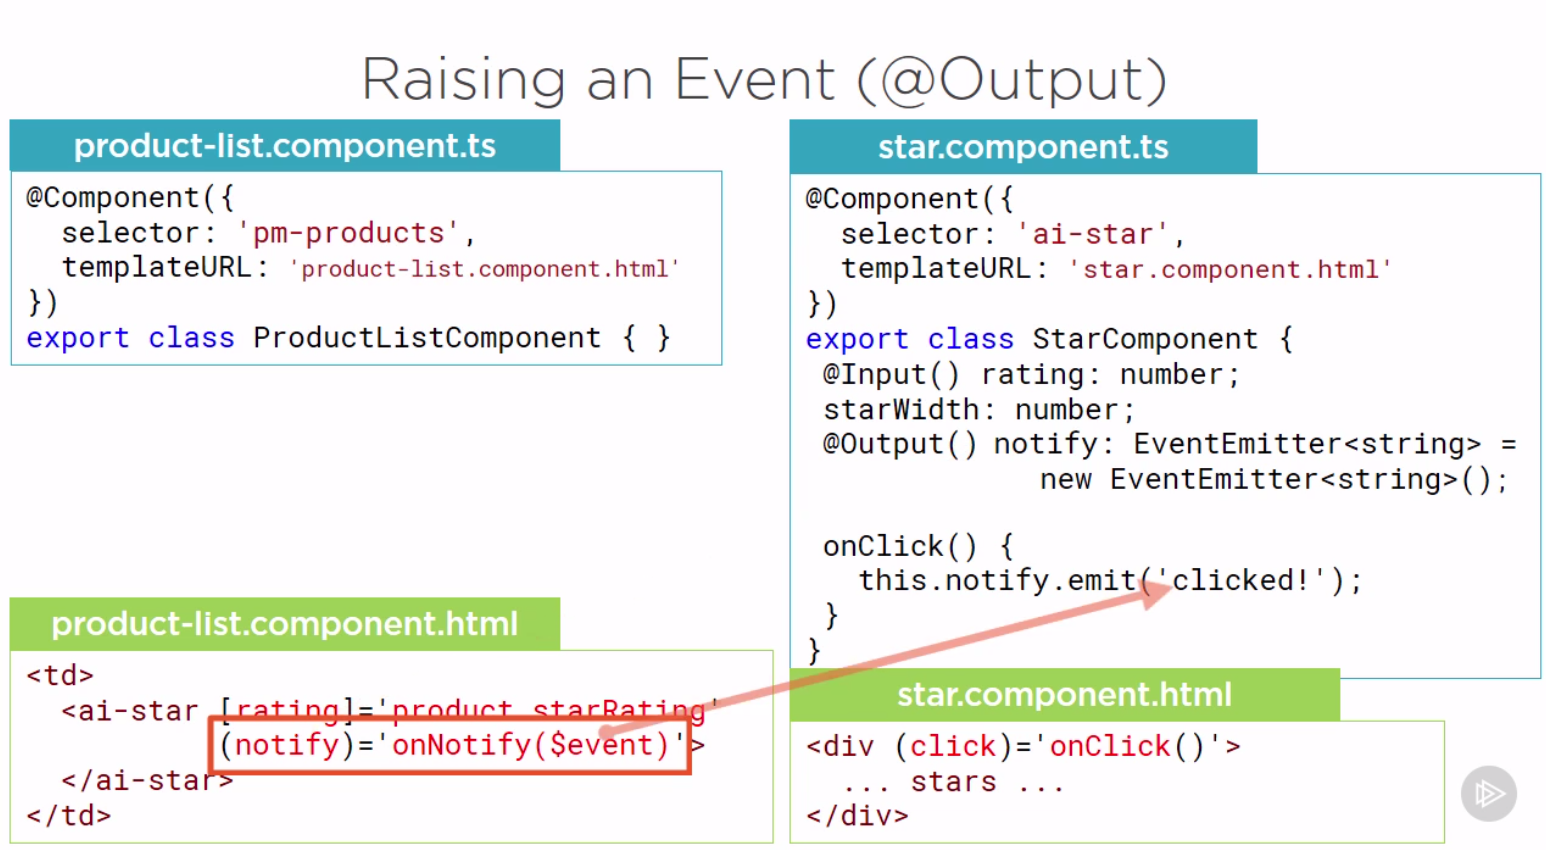 Raising an Event (@Output)
product-list.component.ts
@Component({
  selector: 'pm-products',
  templateURL: 'product-list.component.html'
})
export class ProductListComponent { }
product-list.component.html
<td>
  <ai-star [rating]='product.starRating'
           (notify)='onNotify($event)'>
  </ai-star>
</td>
star.component.ts
@Component({
  selector: 'ai-star',
  templateURL: 'star.component.html'
})
export class StarComponent {
 @Input() rating: number;
 starWidth: number;
 @Output() notify: EventEmitter<string> =
             new EventEmitter<string>();
 onClick() {
   this.notify.emit('clicked!');
 }
}
star.component.html
<div (click)='onClick()'>
  ... stars ...
</div>